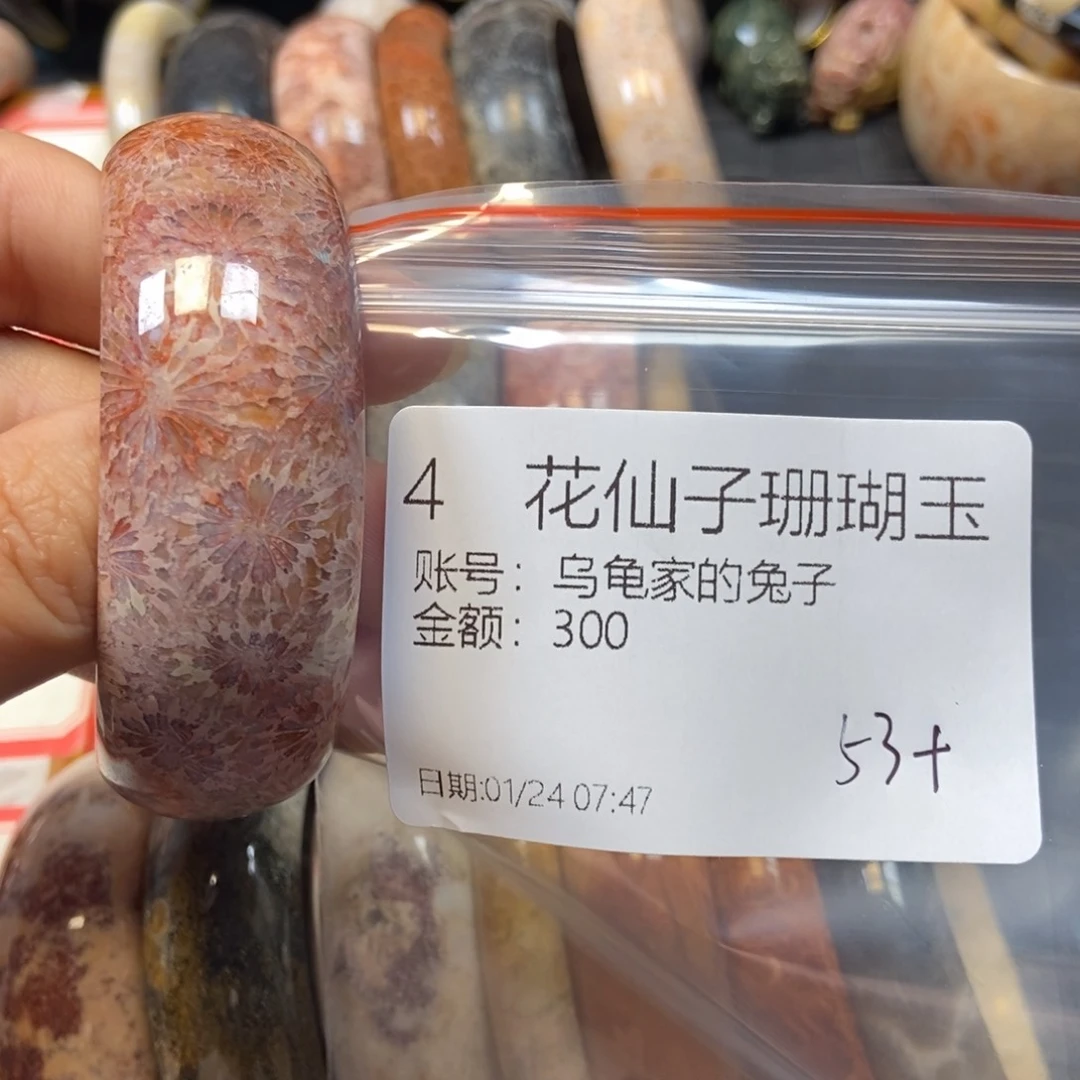 4 花仙子珊瑚玉
账号：乌龟家的兔子
金额：300
53+
日期:01/24 07:47